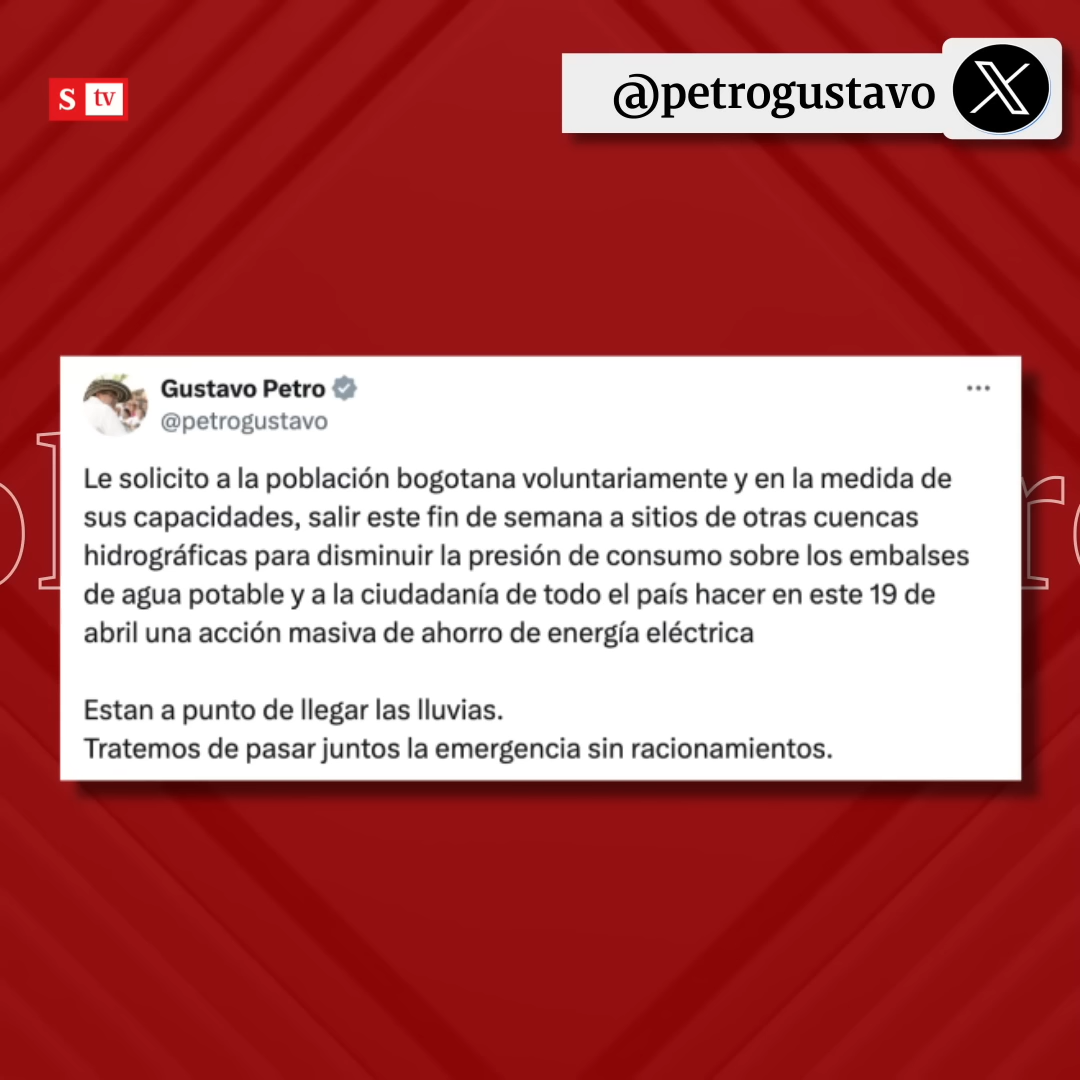 S tv
@petrogustavo
Gustavo Petro
@petrogustavo
Le solicito a la población bogotana voluntariamente y en la medida de
sus capacidades, salir este fin de semana a sitios de otras cuencas
hidrográficas para disminuir la presión de consumo sobre los embalses
de agua potable y a la ciudadanía de todo el país hacer en este 19 de
abril una acción masiva de ahorro de energía eléctrica
Estan a punto de llegar las lluvias.
Tratemos de pasar juntos la emergencia sin racionamientos.